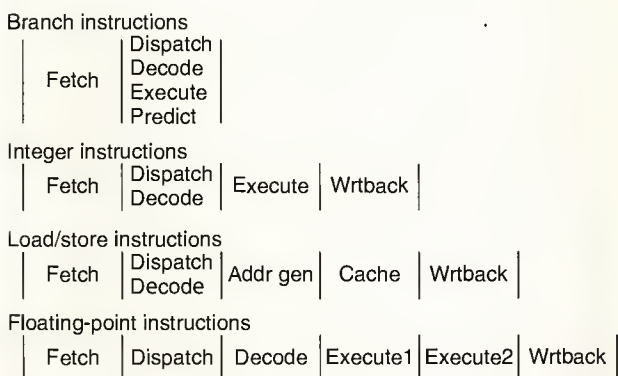 Branch instructions
Fetch Dispatch
Decode
Execute
Predict
Integer instructions
Fetch Dispatch Execute Wrtback
Decode
Load/store instructions
Fetch Dispatch Addr gen Cache Wrtback
Decode
Floating-point instructions
Fetch Dispatch Decode Execute1 Execute2 Wrtback